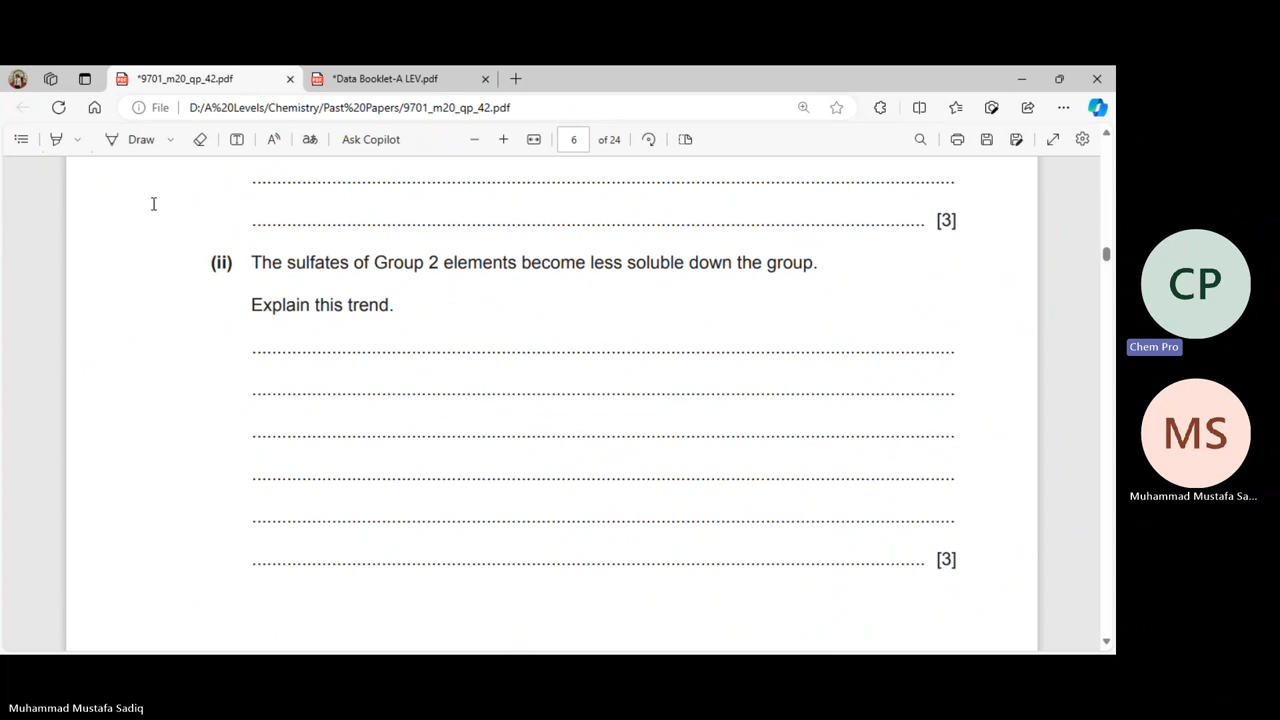 *9701_m20_qp_42.pdf
*Data Booklet-A LEV.pdf
File D:/A%20Levels/Chemistry/Past%20Papers/9701_m20_qp_42.pdf
Draw
aあ
Ask Copilot
6 of 24
[3]
(ii) The sulfates of Group 2 elements become less soluble down the group.
Explain this trend.
[3]
CP
Chem Pro
MS
Muhammad Mustafa Sa...
Muhammad Mustafa Sadiq